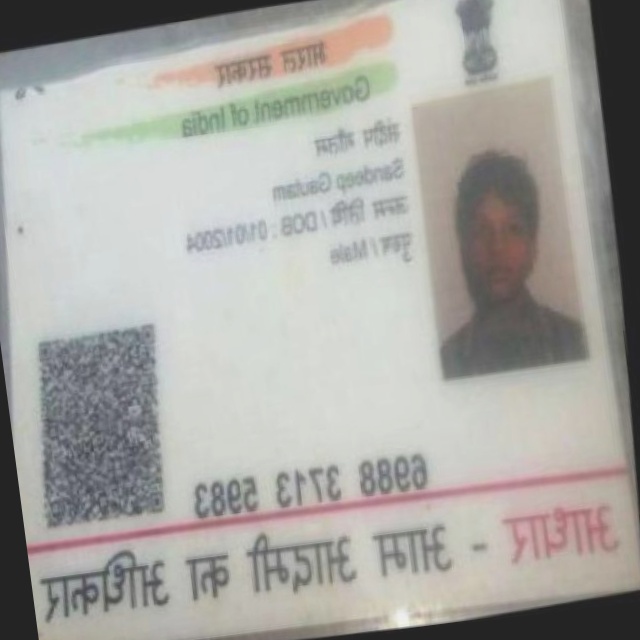 भारत सरकार
Government of India
संदीप गौतम
Sandeep Gautam
जन्म तिथि / DOB : 01/01/2004
पुरुष / Male
6988 3713 5983
आधार - आम आदमी का अधिकार